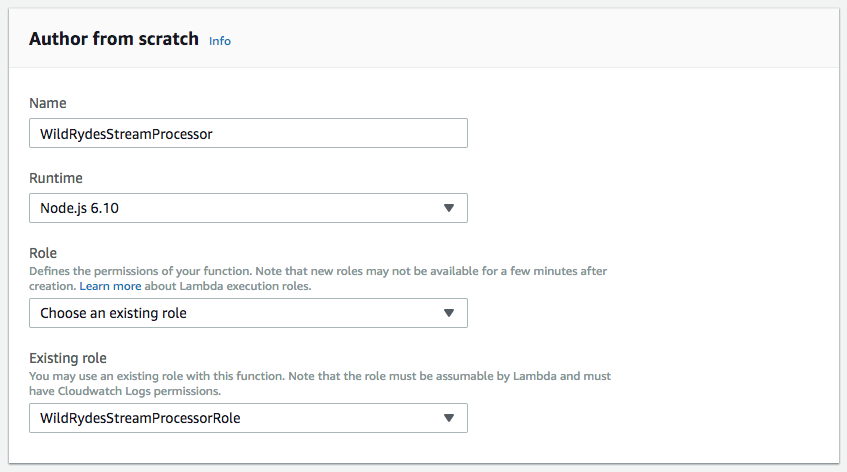 Author from scratch Info
Name
WildRydesStreamProcessor
Runtime
Node.js 6.10
Role
Defines the permissions of your function. Note that new roles may not be available for a few minutes after
creation. Learn more about Lambda execution roles.
Choose an existing role
Existing role
You may use an existing role with this function. Note that the role must be assumable by Lambda and must
have Cloudwatch Logs permissions.
WildRydesStreamProcessorRole